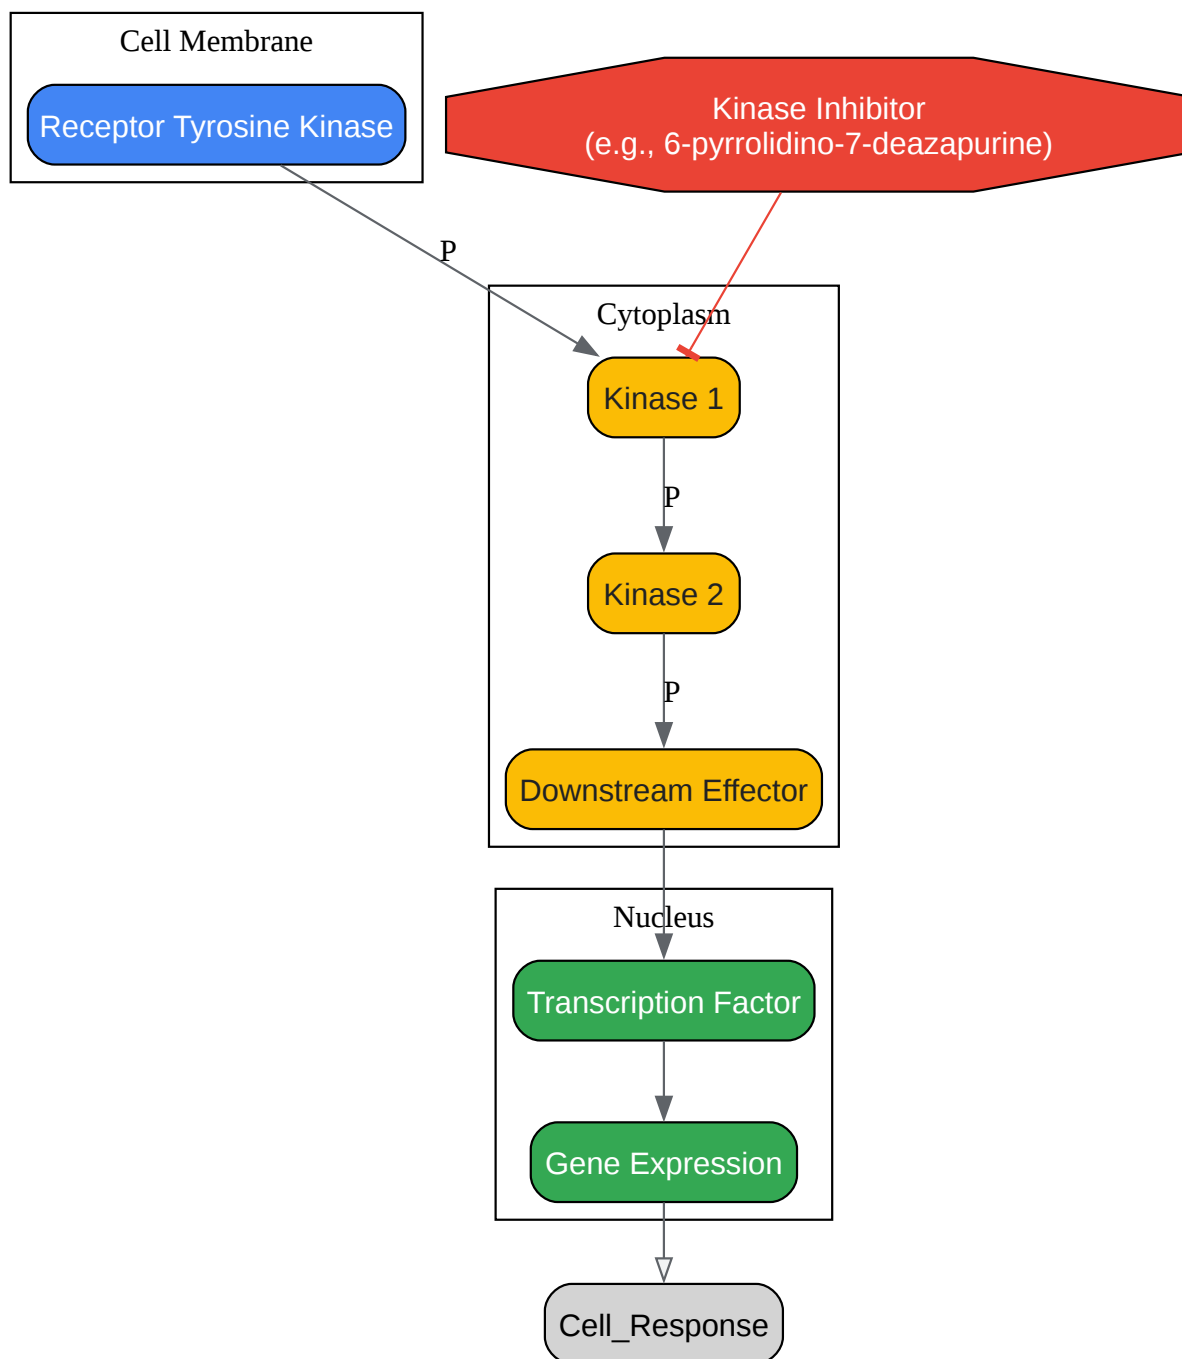 Cell Membrane
Receptor Tyrosine Kinase
Kinase Inhibitor
(e.g., 6-pyrrolidino-7-deazapurine)
P
Cytoplasm
Kinase 1
P
Kinase 2
P
Downstream Effector
Nucleus
Transcription Factor
Gene Expression
Cell_Response